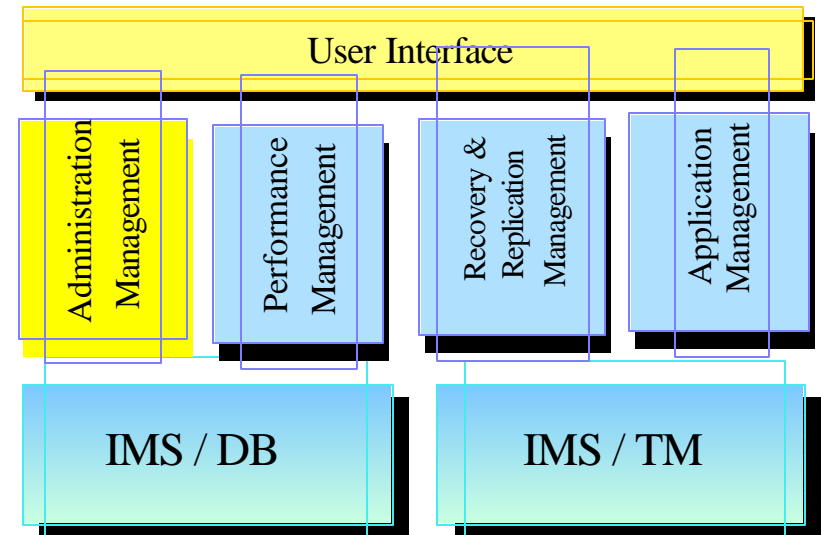 User Interface
Administration
Management
Performance
Management
Recovery &
Replication
Management
Application
Management
IMS / DB
IMS / TM